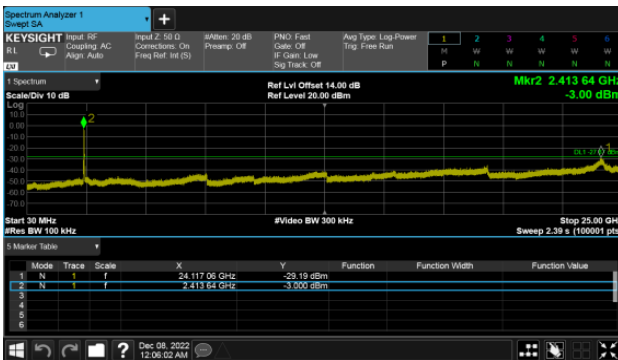 Spectrum Analyzer 1
Swept SA
+
KEYSIGHT Input: RF Input Z: 50 Ω #Atten: 20 dB PNO: Fast Avg Type: Log-Power 1 2 3 4 5 6
RL Coupling: AC Corrections: On Preamp: Off Gate: Off Trig: Free Run M W W W W W
Align: Auto Freq Ref: Int (S) IF Gain: Low P N N N N N
LXI Sig Track: Off
1 Spectrum Ref Lvl Offset 14.00 dB Mkr2 2.413 64 GHz
Scale/Div 10 dB Ref Level 20.00 dBm -3.00 dBm
Log
10.0
0.00
-10.0
-20.0
-30.0
-40.0
-50.0
-60.0
-70.0
2
1
Start 30 MHz #Video BW 300 kHz Stop 25.00 GHz
#Res BW 100 kHz Sweep 2.39 s (100001 pts)
5 Marker Table
Mode Trace Scale X Y Function Function Width Function Value
1 N 1 f 24.117 06 GHz -29.19 dBm
2 N 1 f 2.413 64 GHz -3.000 dBm
3
4
5
6
? Dec 08, 2022
12:06:02 AM